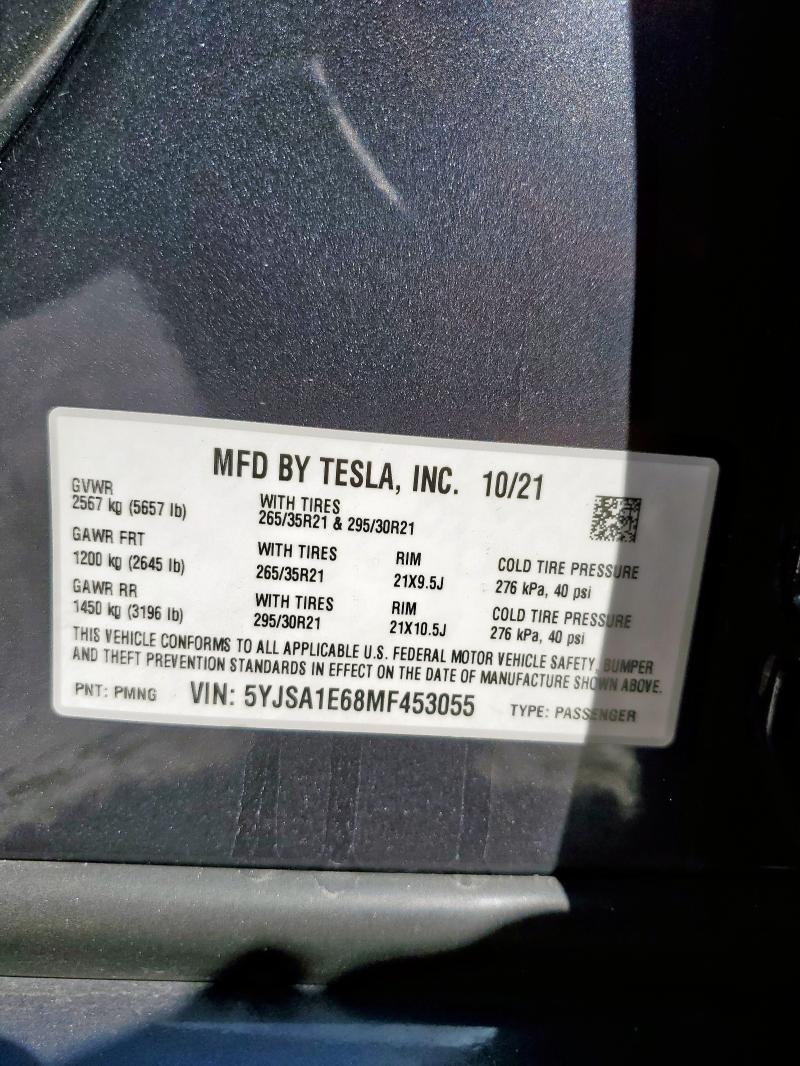 MFD BY TESLA, INC. 10/21
GVWR
2567 kg (5657 lb)
WITH TIRES
265/35R21 & 295/30R21
GAWR FRT
1200 kg (2645 lb)
WITH TIRES
265/35R21
RIM
21X9.5J
COLD TIRE PRESSURE
276 kPa, 40 psi
GAWR RR
1450 kg (3196 lb)
WITH TIRES
295/30R21
RIM
21X10.5J
COLD TIRE PRESSURE
276 kPa, 40 psi
THIS VEHICLE CONFORMS TO ALL APPLICABLE U.S. FEDERAL MOTOR VEHICLE SAFETY, BUMPER
AND THEFT PREVENTION STANDARDS IN EFFECT ON THE DATE OF MANUFACTURE SHOWN ABOVE.
PNT: PMNG VIN: 5YJSA1E68MF453055 TYPE: PASSENGER